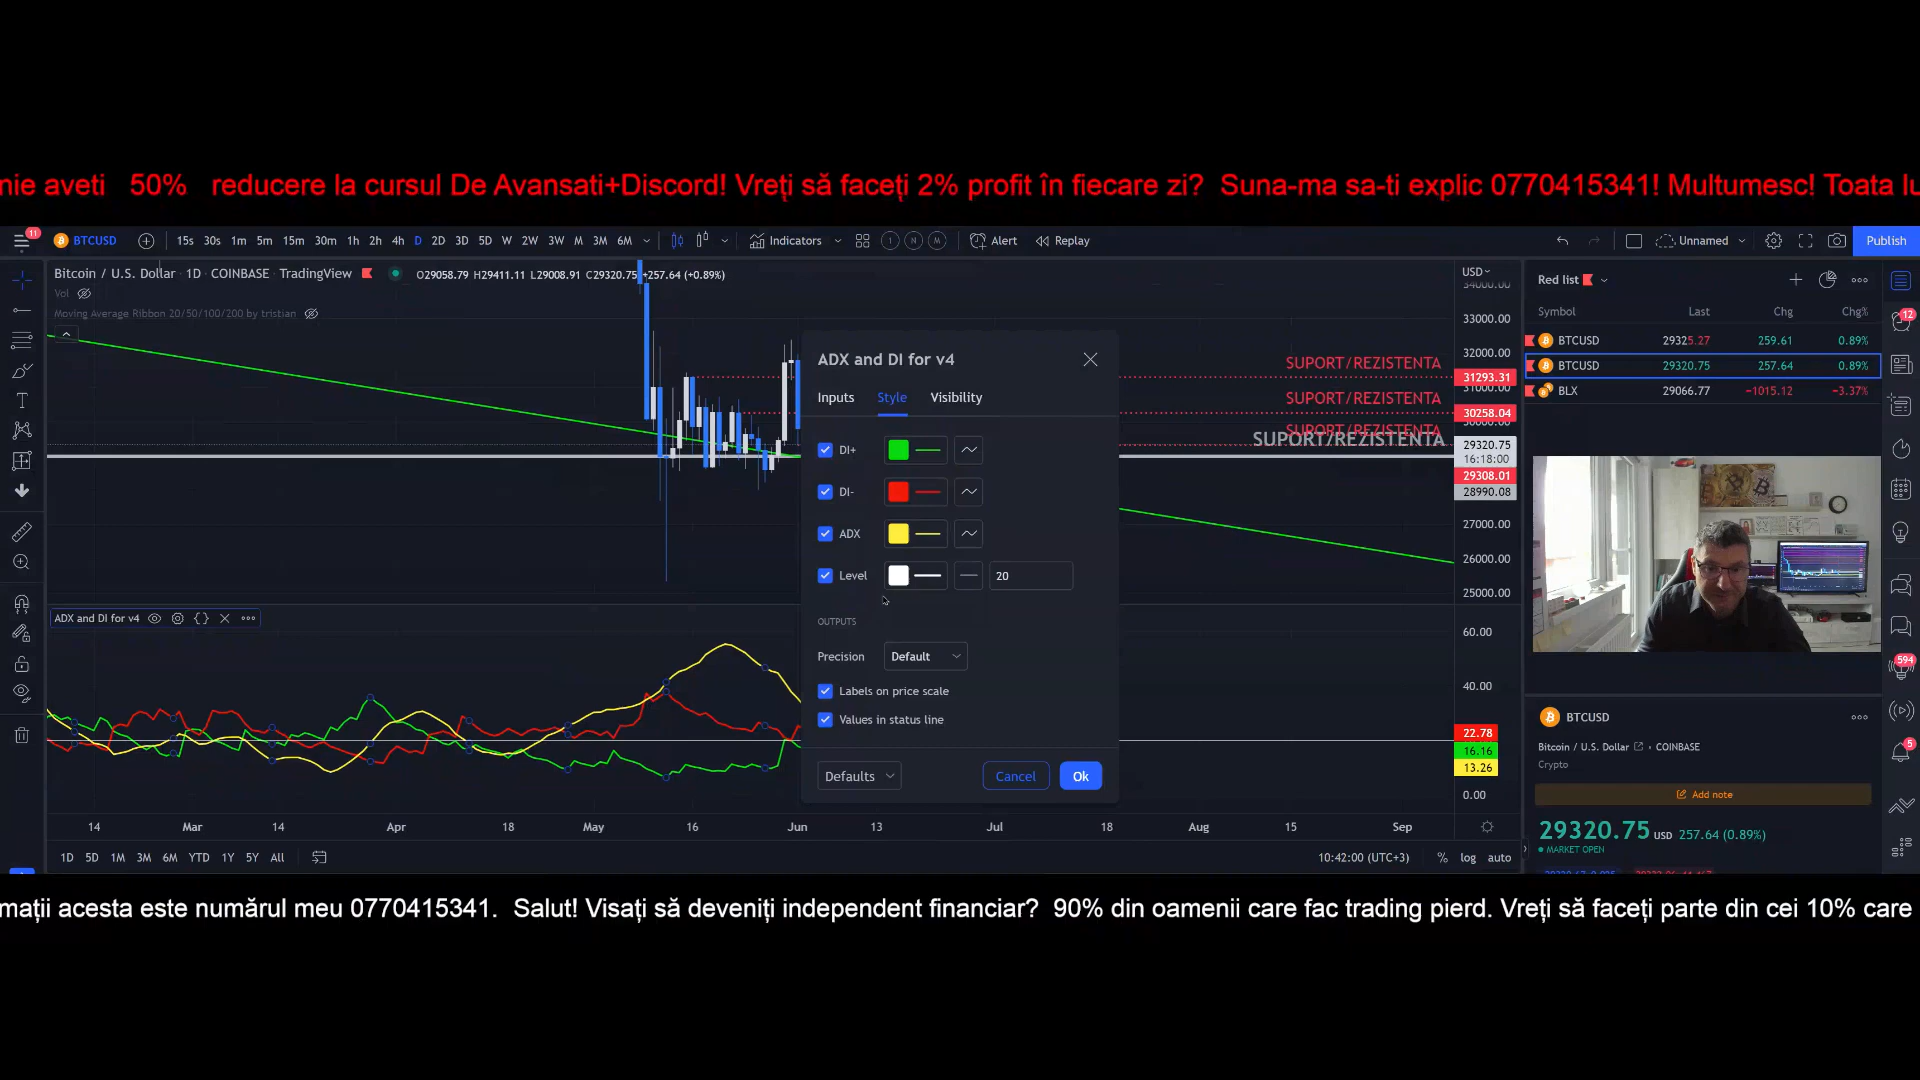 nie aveti 50% reducere la cursul De Avansati+Discord! Vreți să faceți 2% profit în fiecare zi? Suna-ma sa-ti explic 0770415341! Multumesc! Toata lu
11
BTCUSD 15s 30s 1m 5m 15m 30m 1h 2h 4h D 2D 3D 5D W 2W 3W M 3M 6M Indicators I N M Alert Replay Unnamed Publish
Bitcoin / U.S. Dollar · 1D · COINBASE · TradingView O29058.79 H29411.11 L29008.91 C29320.75 +257.64 (+0.89%)
Vol
Moving Average Ribbon 20/50/100/200 by tristian
USD
34000.00
33000.00
32000.00
31293.31
31000.00
30258.04
30000.00
29320.75
16:18:00
29308.01
28990.08
27000.00
26000.00
25000.00
SUPORT/REZISTENTA
SUPORT/REZISTENTA
SUPORT/REZISTENTA
SUPORT/REZISTENTA
ADX and DI for v4
Inputs Style Visibility
DI+
DI-
ADX
Level 20
OUTPUTS
Precision Default
Labels on price scale
Values in status line
Defaults Cancel Ok
ADX and DI for v4
60.00
40.00
22.78
16.16
13.26
0.00
14 Mar 14 Apr 18 May 16 Jun 13 Jul 18 Aug 15 Sep
1D 5D 1M 3M 6M YTD 1Y 5Y All 10:42:00 (UTC+3) % log auto
Red list
Symbol Last Chg Chg%
BTCUSD 29325.27 259.61 0.89%
BTCUSD 29320.75 257.64 0.89%
BLX 29066.77 −1015.12 −3.37%
12
594
5
BTCUSD
Bitcoin / U.S. Dollar · COINBASE
Crypto
Add note
29320.75 USD 257.64 (0.89%)
MARKET OPEN
mații acesta este numărul meu 0770415341. Salut! Visați să deveniți independent financiar? 90% din oamenii care fac trading pierd. Vreți să faceți parte din cei 10% care